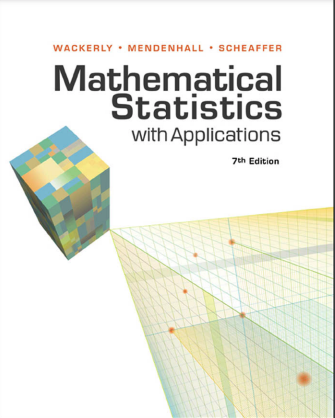 WACKERLY • MENDENHALL • SCHEAFFER
Mathematical
Statistics
with Applications
7th Edition